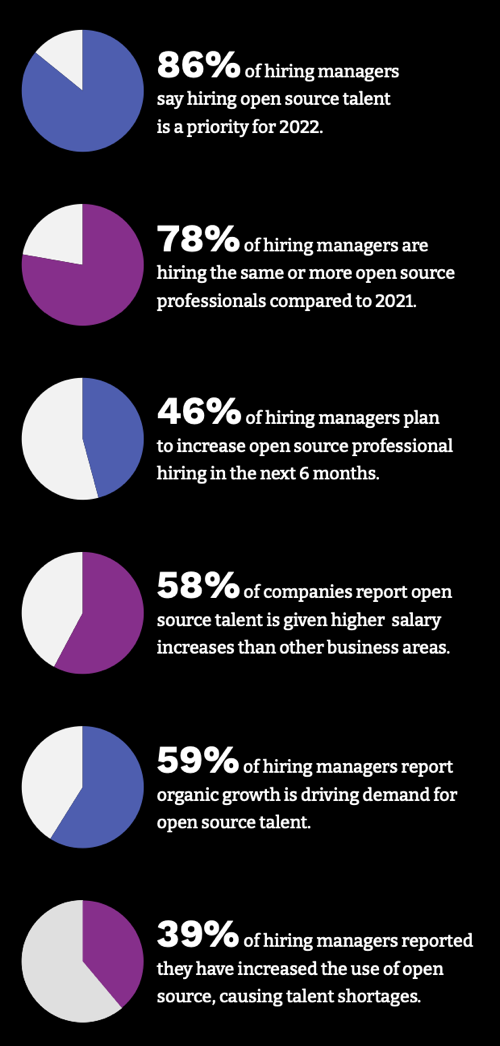 86% of hiring managers
say hiring open source talent
is a priority for 2022.
78% of hiring managers are
hiring the same or more open source
professionals compared to 2021.
46% of hiring managers plan
to increase open source professional
hiring in the next 6 months.
58% of companies report open
source talent is given higher salary
increases than other business areas.
59% of hiring managers report
organic growth is driving demand for
open source talent.
39% of hiring managers reported
they have increased the use of open
source, causing talent shortages.